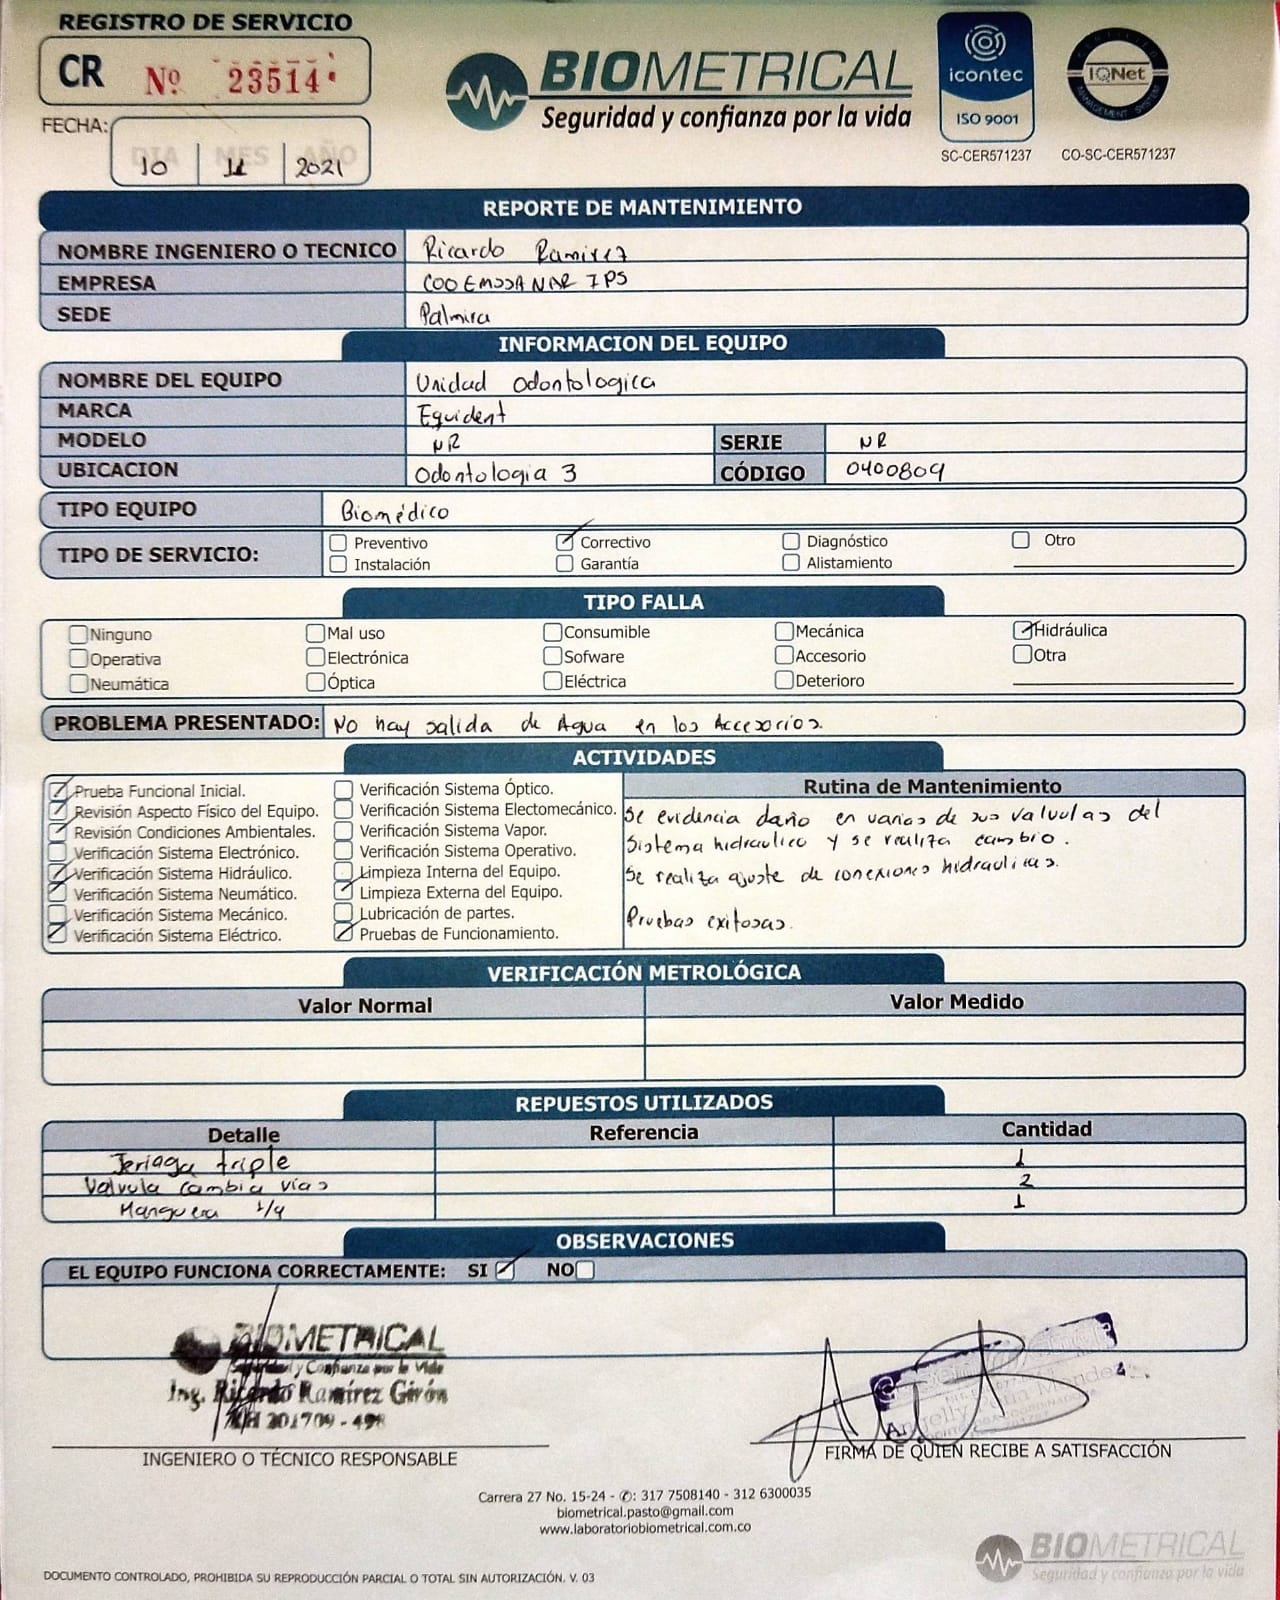 REGISTRO DE SERVICIO
CR Nº 23514
BIOMETRICAL
Seguridad y confianza por la vida
icontec
ISO 9001
SC-CER571237
IQNet
MANAGEMENT SYSTEM
CO-SC-CER571237
FECHA:
DIA MES AÑO
10 11 2021
REPORTE DE MANTENIMIENTO
NOMBRE INGENIERO O TECNICO Ricardo Ramirez
EMPRESA COOEMSSANAR IPS
SEDE Palmira
INFORMACION DEL EQUIPO
NOMBRE DEL EQUIPO Unidad Odontologica
MARCA Equident
MODELO NR SERIE NR
UBICACION Odontologia 3 CÓDIGO 0400809
TIPO EQUIPO Biomédico
TIPO DE SERVICIO:
Preventivo Correctivo Diagnóstico Otro
Instalación Garantía Alistamiento
TIPO FALLA
Ninguno Mal uso Consumible Mecánica Hidráulica
Operativa Electrónica Sofware Accesorio Otra
Neumática Óptica Eléctrica Deterioro
PROBLEMA PRESENTADO: No hay salida de Agua en los Accesorios.
ACTIVIDADES
Prueba Funcional Inicial.
Revisión Aspecto Físico del Equipo.
Revisión Condiciones Ambientales.
Verificación Sistema Electrónico.
Verificación Sistema Hidráulico.
Verificación Sistema Neumático.
Verificación Sistema Mecánico.
Verificación Sistema Eléctrico.
Verificación Sistema Óptico.
Verificación Sistema Electomecánico.
Verificación Sistema Vapor.
Verificación Sistema Operativo.
Limpieza Interna del Equipo.
Limpieza Externa del Equipo.
Lubricación de partes.
Pruebas de Funcionamiento.
Rutina de Mantenimiento
Se evidencia daño en varias de sus valvulas del
Sistema hidraulico y se realiza cambio.
Se realiza ajuste de conexiones hidraulicas.
Pruebas exitosas.
VERIFICACIÓN METROLÓGICA
Valor Normal Valor Medido
REPUESTOS UTILIZADOS
Detalle Referencia Cantidad
Jeringa triple 1
Valvula cambia vias 2
Manguera 1/4 1
OBSERVACIONES
EL EQUIPO FUNCIONA CORRECTAMENTE: SI NO
BIOMETRICAL
Seguridad y Confianza por la Vida
Ing. Ricardo Ramírez Girón
Angelly Peña Mendez
INGENIERO O TÉCNICO RESPONSABLE
FIRMA DE QUIEN RECIBE A SATISFACCIÓN
Carrera 27 No. 15-24 - ✆: 317 7508140 - 312 6300035
biometrical.pasto@gmail.com
www.laboratoriobiometrical.com.co
BIOMETRICAL
Seguridad y confianza por la vida
DOCUMENTO CONTROLADO, PROHIBIDA SU REPRODUCCIÓN PARCIAL O TOTAL SIN AUTORIZACIÓN. V. 03